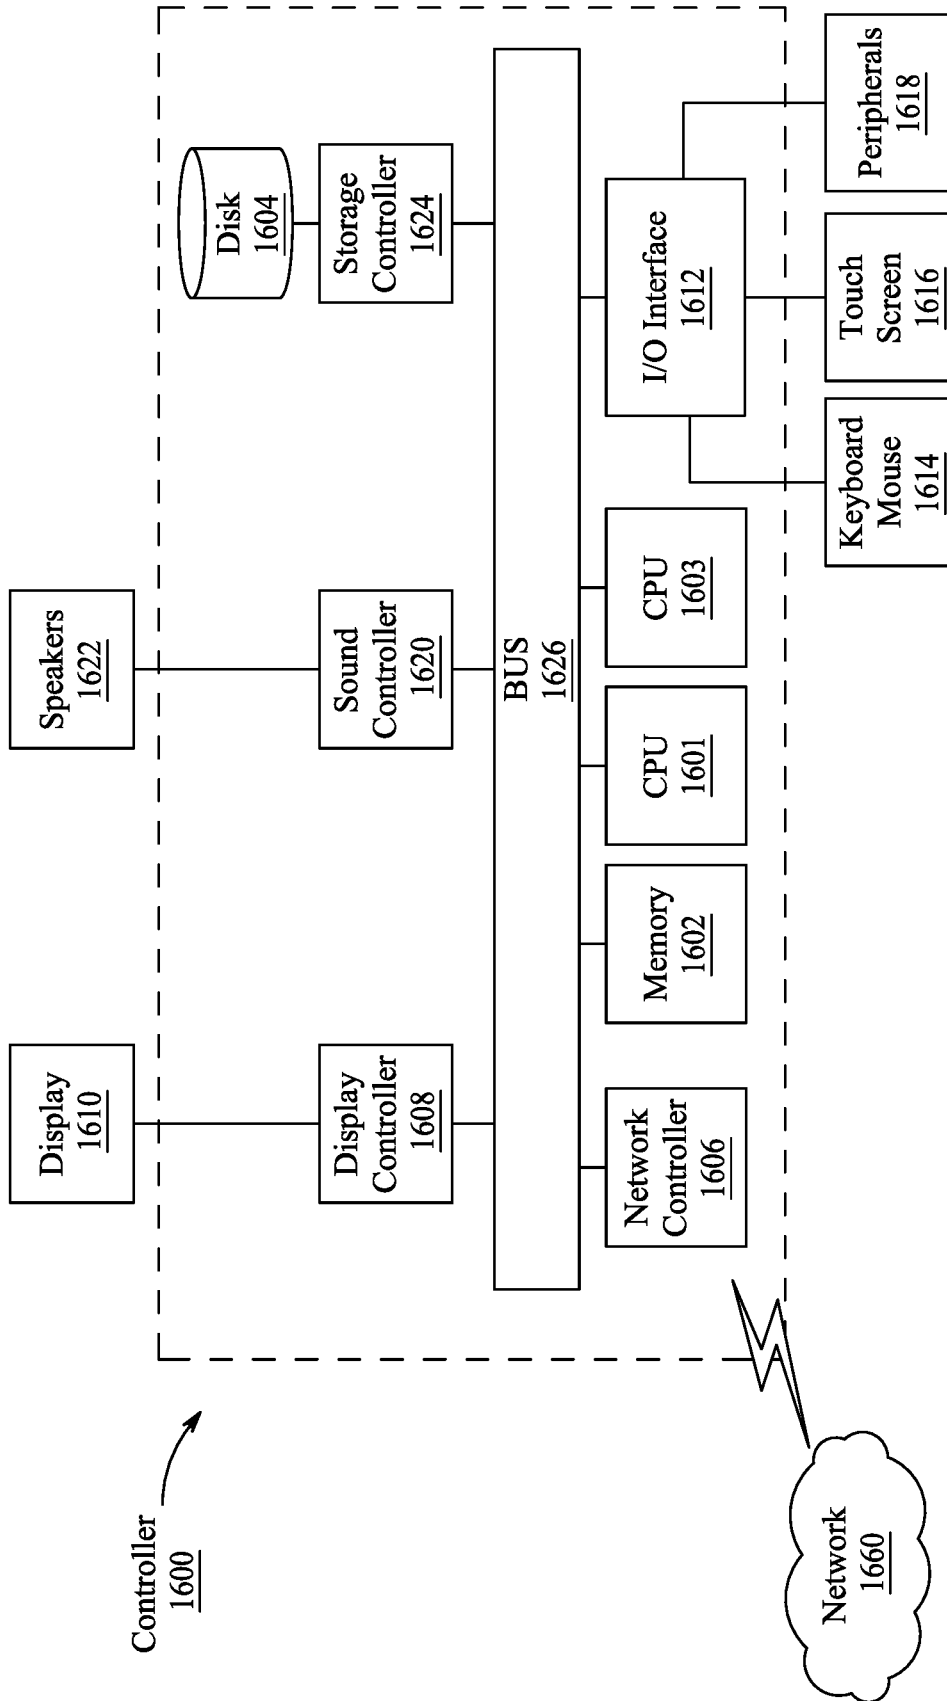 Controller
1600
Display
1610
Speakers
1622
Display
Controller
1608
Sound
Controller
1620
Disk
1604
Storage
Controller
1624
BUS
1626
Network
Controller
1606
Memory
1602
CPU
1601
CPU
1603
I/O Interface
1612
Network
1660
Keyboard
Mouse
1614
Touch
Screen
1616
Peripherals
1618